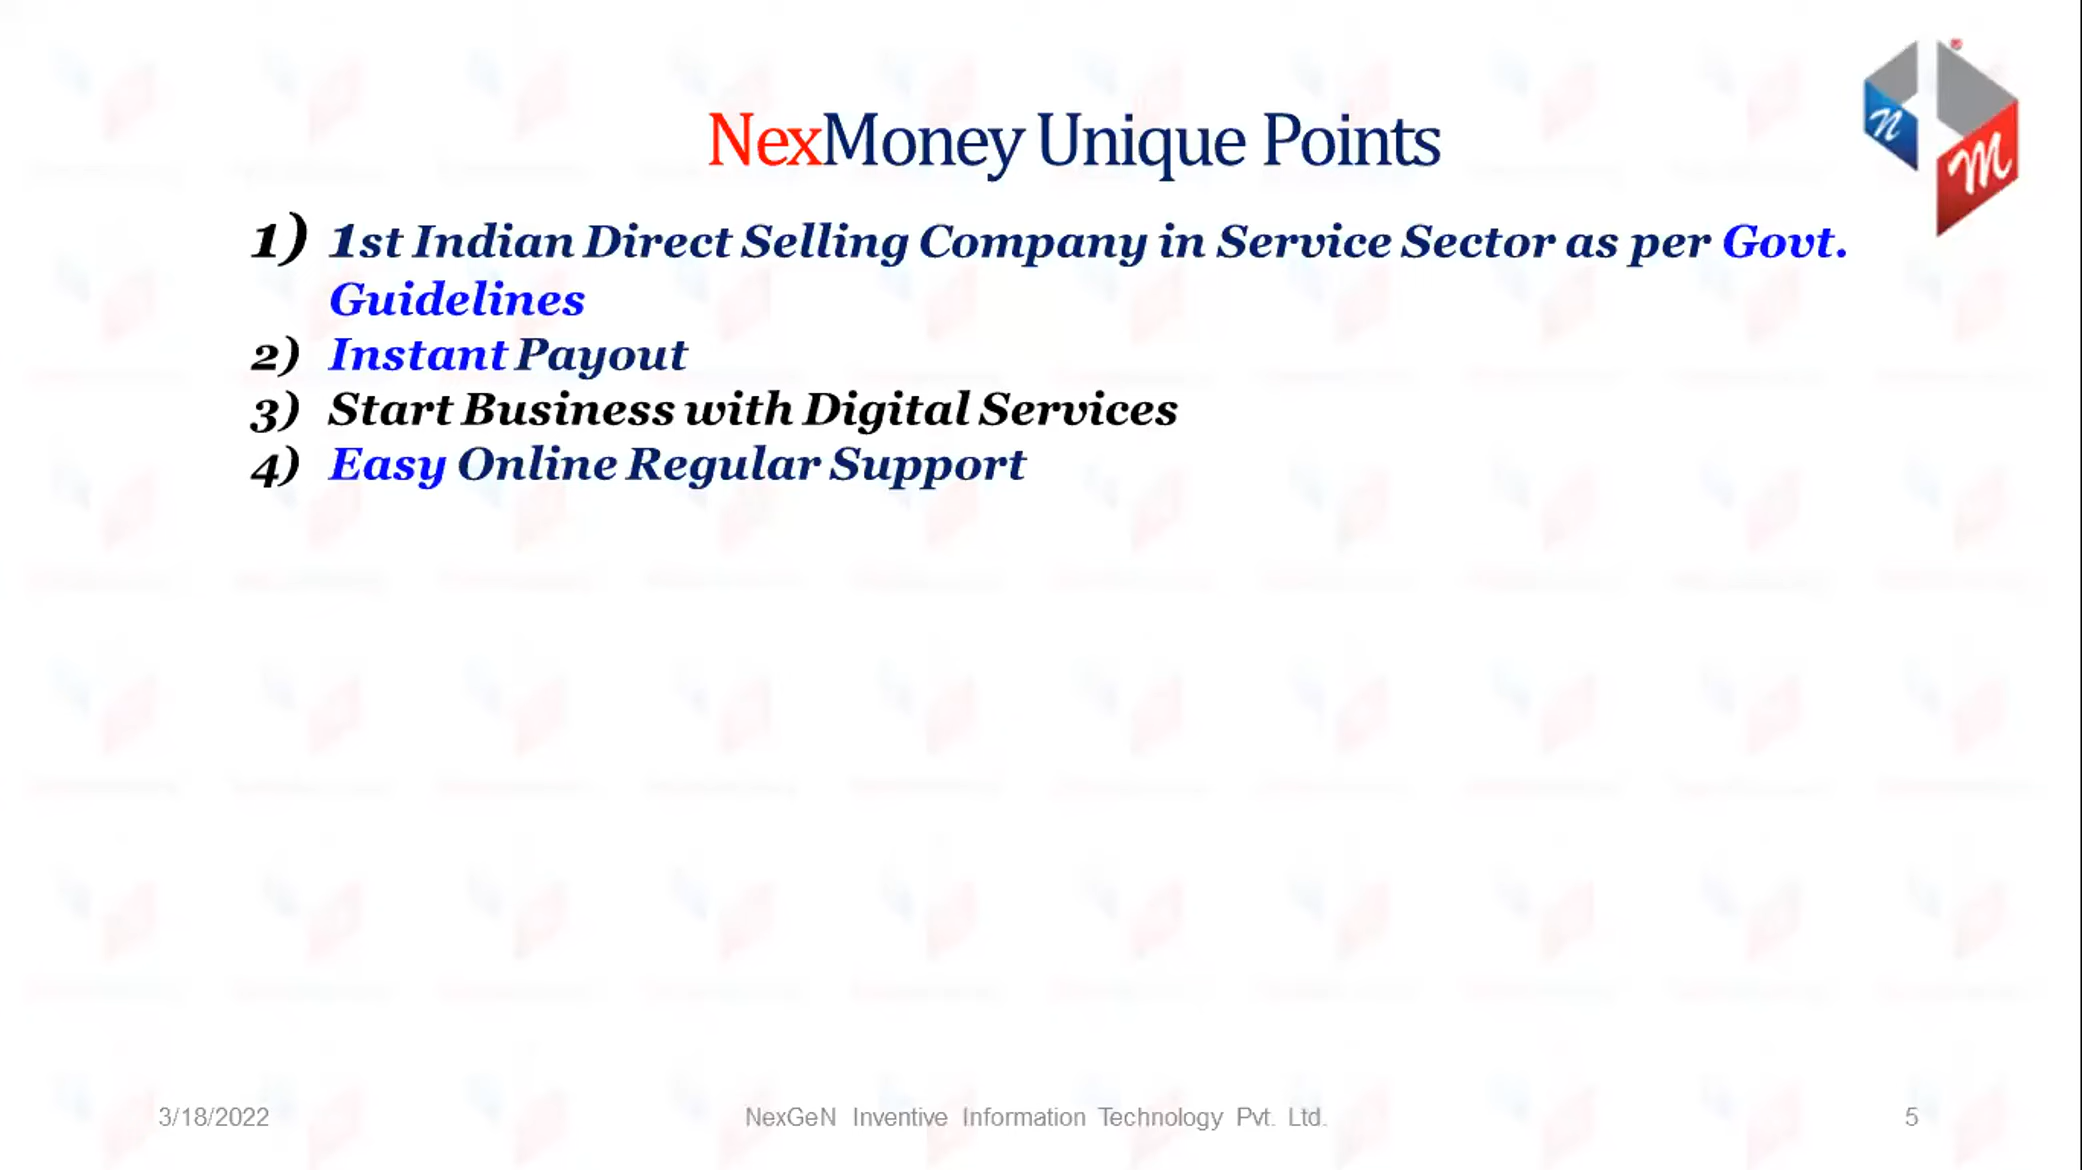 NexMoney Unique Points
n
m
®
1) 1st Indian Direct Selling Company in Service Sector as per Govt.
Guidelines
2) Instant Payout
3) Start Business with Digital Services
4) Easy Online Regular Support
3/18/2022
NexGeN Inventive Information Technology Pvt. Ltd.
5